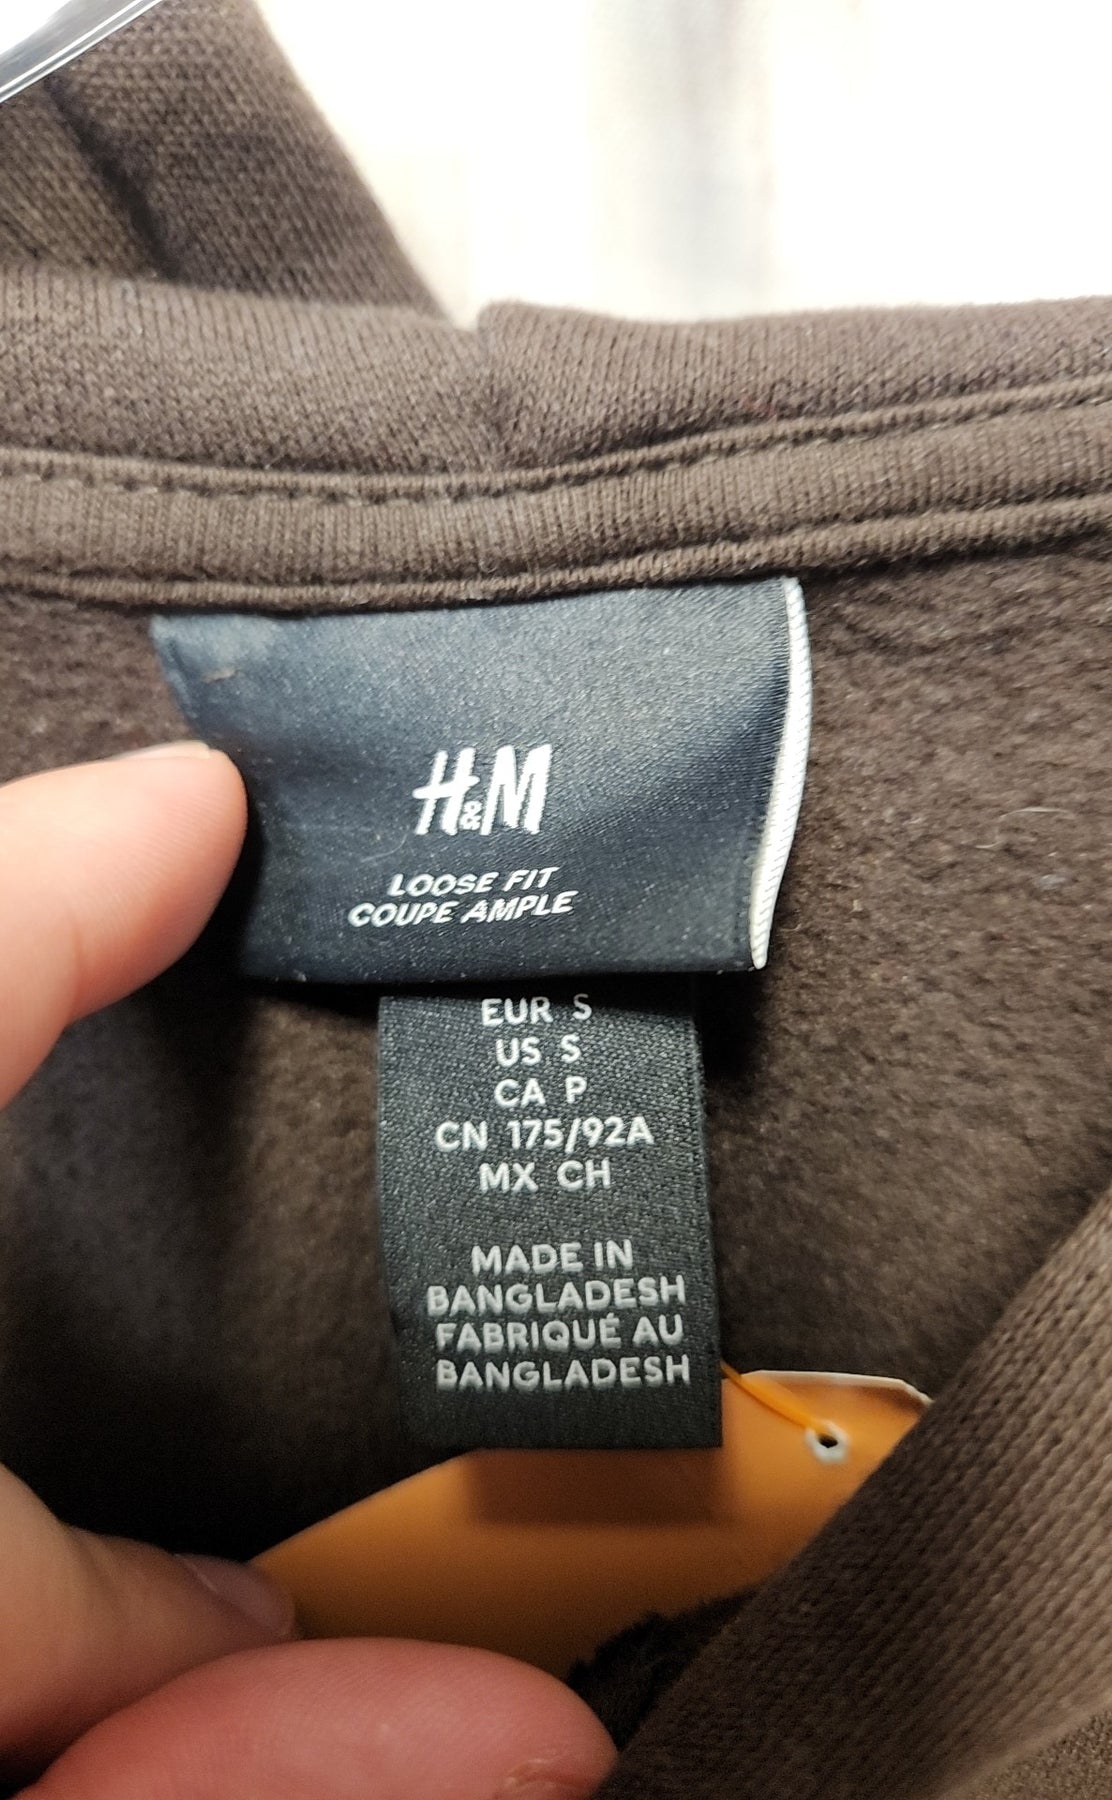 H&M
LOOSE FIT
COUPE AMPLE
EUR S
US S
CA P
CN 175/92A
MX CH
MADE IN
BANGLADESH
FABRIQUÉ AU
BANGLADESH